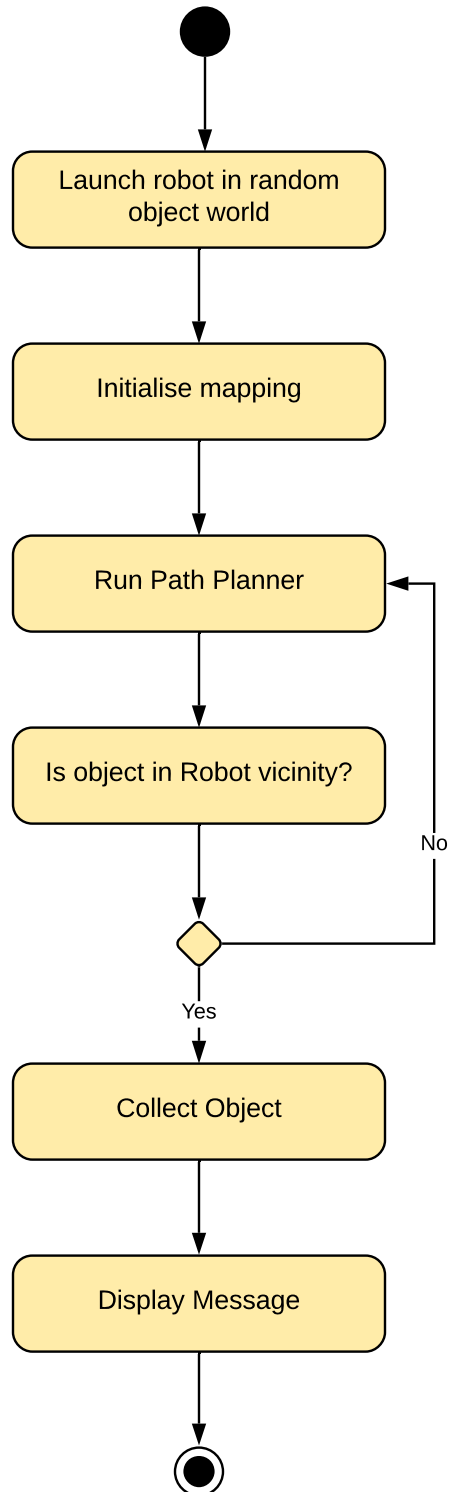 Launch robot in random
object world
Initialise mapping
Run Path Planner
Is object in Robot vicinity?
No
Yes
Collect Object
Display Message